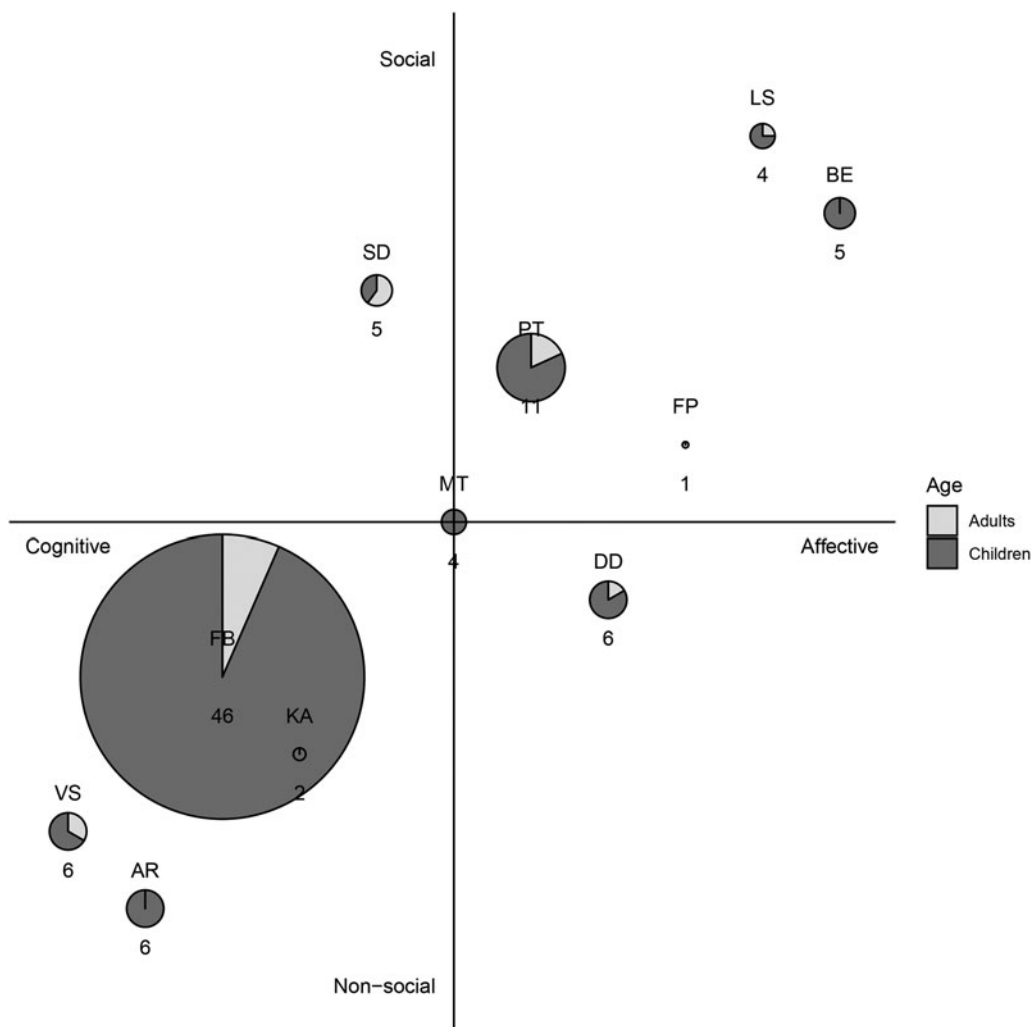 Social
LS
4
BE
5
SD
5
PT
11
FP
1
MT
4
Cognitive
Affective
DD
6
FB
46
KA
2
VS
6
AR
6
Non-social
Age
Adults
Children